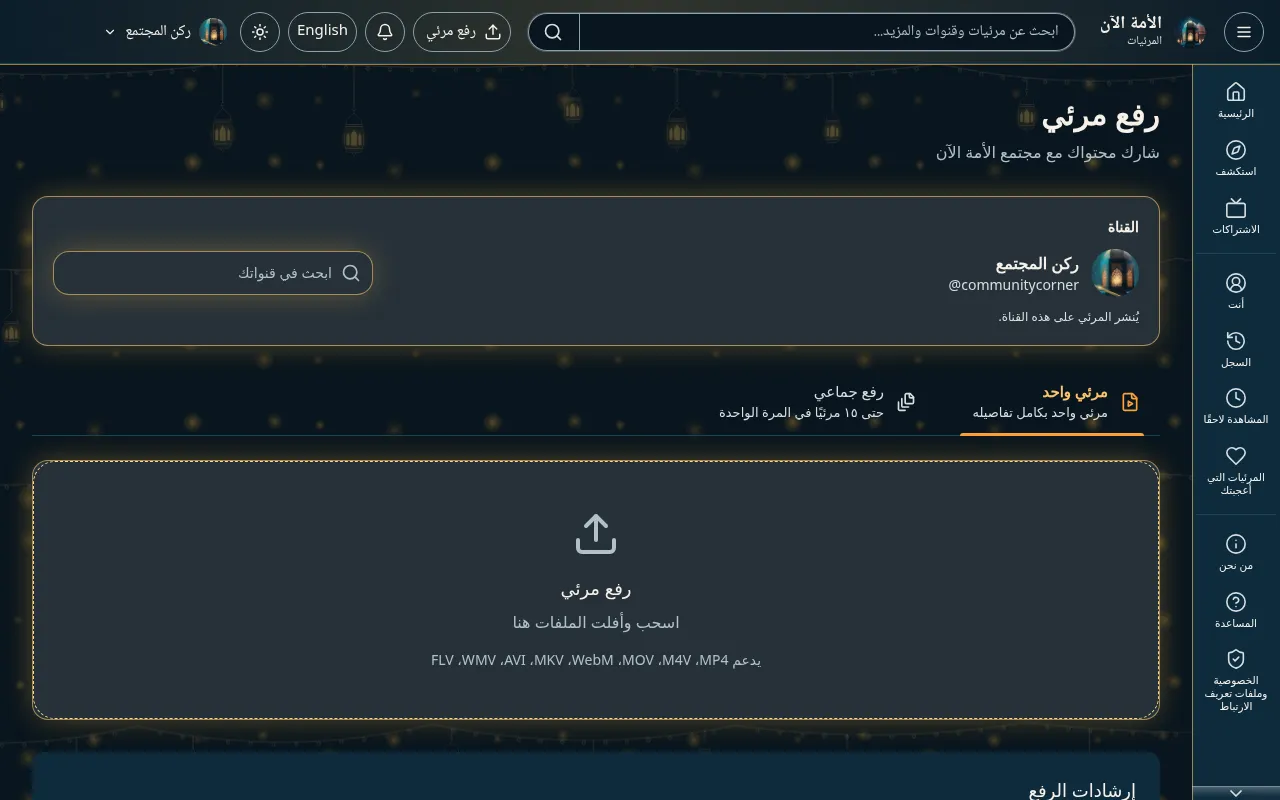 الأمة الآن
المرئيات
ابحث عن مرئيات وقنوات والمزيد...
رفع مرئي
English
ركن المجتمع
الرئيسية
استكشف
الاشتراكات
أنت
السجل
المشاهدة لاحقًا
المرئيات التي
أعجبتك
من نحن
المساعدة
الخصوصية
وملفات تعريف
الارتباط
رفع مرئي
شارك محتواك مع مجتمع الأمة الآن
القناة
ركن المجتمع
@communitycorner
يُنشر المرئي على هذه القناة.
ابحث في قنواتك
مرئي واحد
مرئي واحد بكامل تفاصيله
رفع جماعي
حتى ١٥ مرئيًا في المرة الواحدة
رفع مرئي
اسحب وأفلت الملفات هنا
يدعم MP4، M4V، MOV، WebM، MKV، AVI، WMV، FLV
إرشادات الرفع